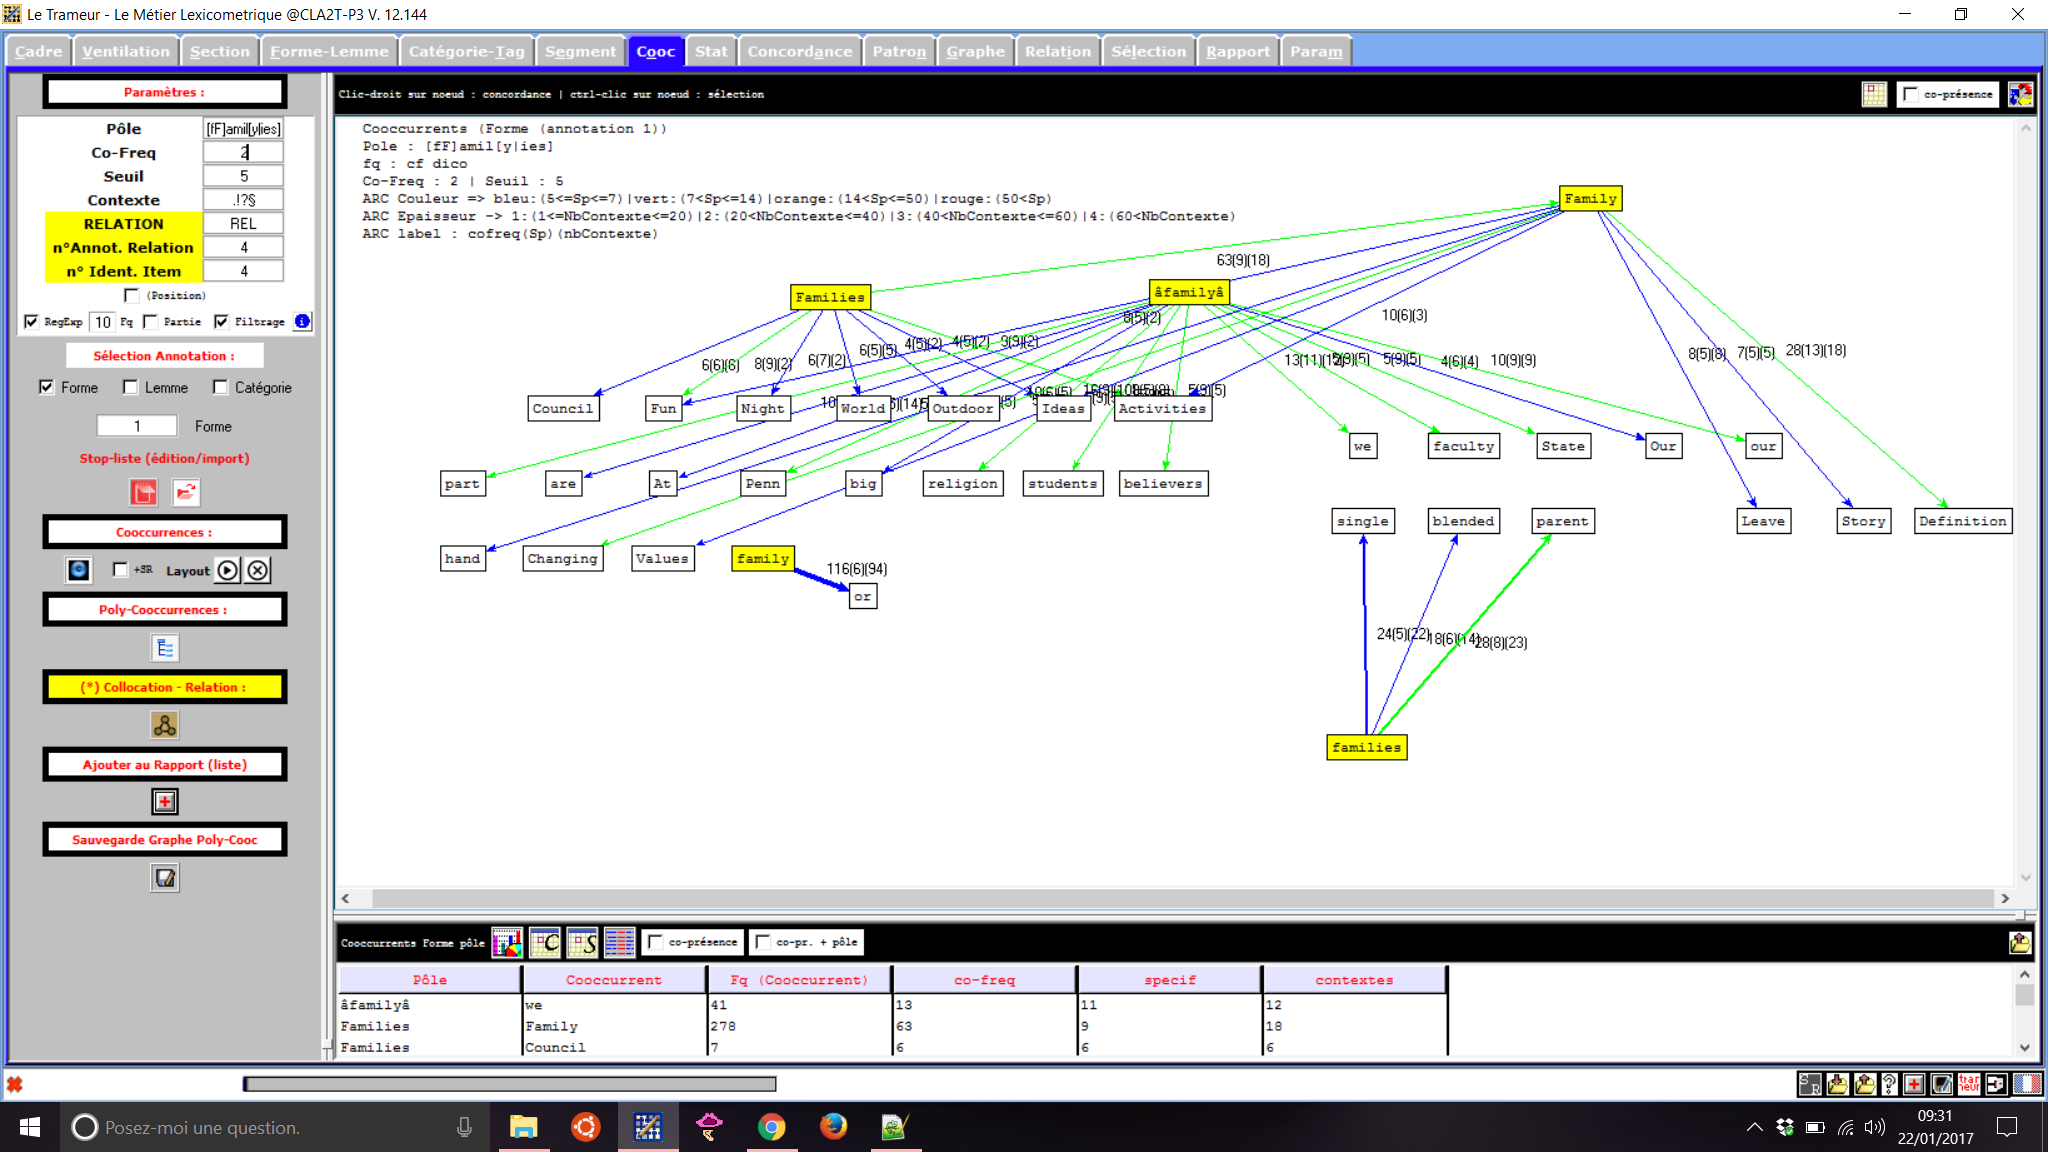 Le Trameur - Le Métier Lexicometrique @CLA2T-P3 V. 12.144
Cadre Ventilation Section Forme-Lemme Catégorie-Tag Segment Cooc Stat Concordance Patron Graphe Relation Sélection Rapport Param
Paramètres :
Pôle [fF]amil[y|ies]
Co-Freq 2
Seuil 5
Contexte .!?§
RELATION REL
n°Annot. Relation 4
n° Ident. Item 4
(Position)
RegExp 10 Fq Partie Filtrage
Sélection Annotation :
Forme Lemme Catégorie
1 Forme
Stop-liste (édition/import)
Cooccurrences :
+SR Layout
Poly-Cooccurrences :
(*) Collocation - Relation :
Ajouter au Rapport (liste)
Sauvegarde Graphe Poly-Cooc
Clic-droit sur noeud : concordance | ctrl-clic sur noeud : sélection
co-présence
Cooccurrents (Forme (annotation 1))
Pole : [fF]amil[y|ies]
fq : cf dico
Co-Freq : 2 | Seuil : 5
ARC Couleur => bleu:(5<=Sp<=7)|vert:(7<Sp<=14)|orange:(14<Sp<=50)|rouge:(50<Sp)
ARC Epaisseur -> 1:(1<=NbContexte<=20)|2:(20<NbContexte<=40)|3:(40<NbContexte<=60)|4:(60<NbContexte)
ARC label : cofreq(Sp)(nbContexte)
Family
63(9)(18)
Families âfamilyâ
8(5)(2) 10(6)(3)
6(6)(6) 8(9)(2) 6(7)(2) 6(5)(5) 4(5)(2) 4(5)(2) 3(9)(2) 13(11)(12) 5(9)(5) 4(6)(4) 10(9)(9) 8(5)(8) 7(5)(5) 28(13)(18)
5(9)(5)
Council Fun Night World Outdoor Ideas Activities
we faculty State Our our
part are At Penn big religion students believers
single blended parent Leave Story Definition
hand Changing Values family
116(6)(94)
or
24(5)(22) 18(6)(14) 28(8)(23)
families
Cooccurrents Forme pôle co-présence co-pr. + pôle
Pôle Cooccurrent Fq (Cooccurrent) co-freq specif contextes
âfamilyâ we 41 13 11 12
Families Family 278 63 9 18
Families Council 7 6 6 6
Posez-moi une question.
09:31
22/01/2017